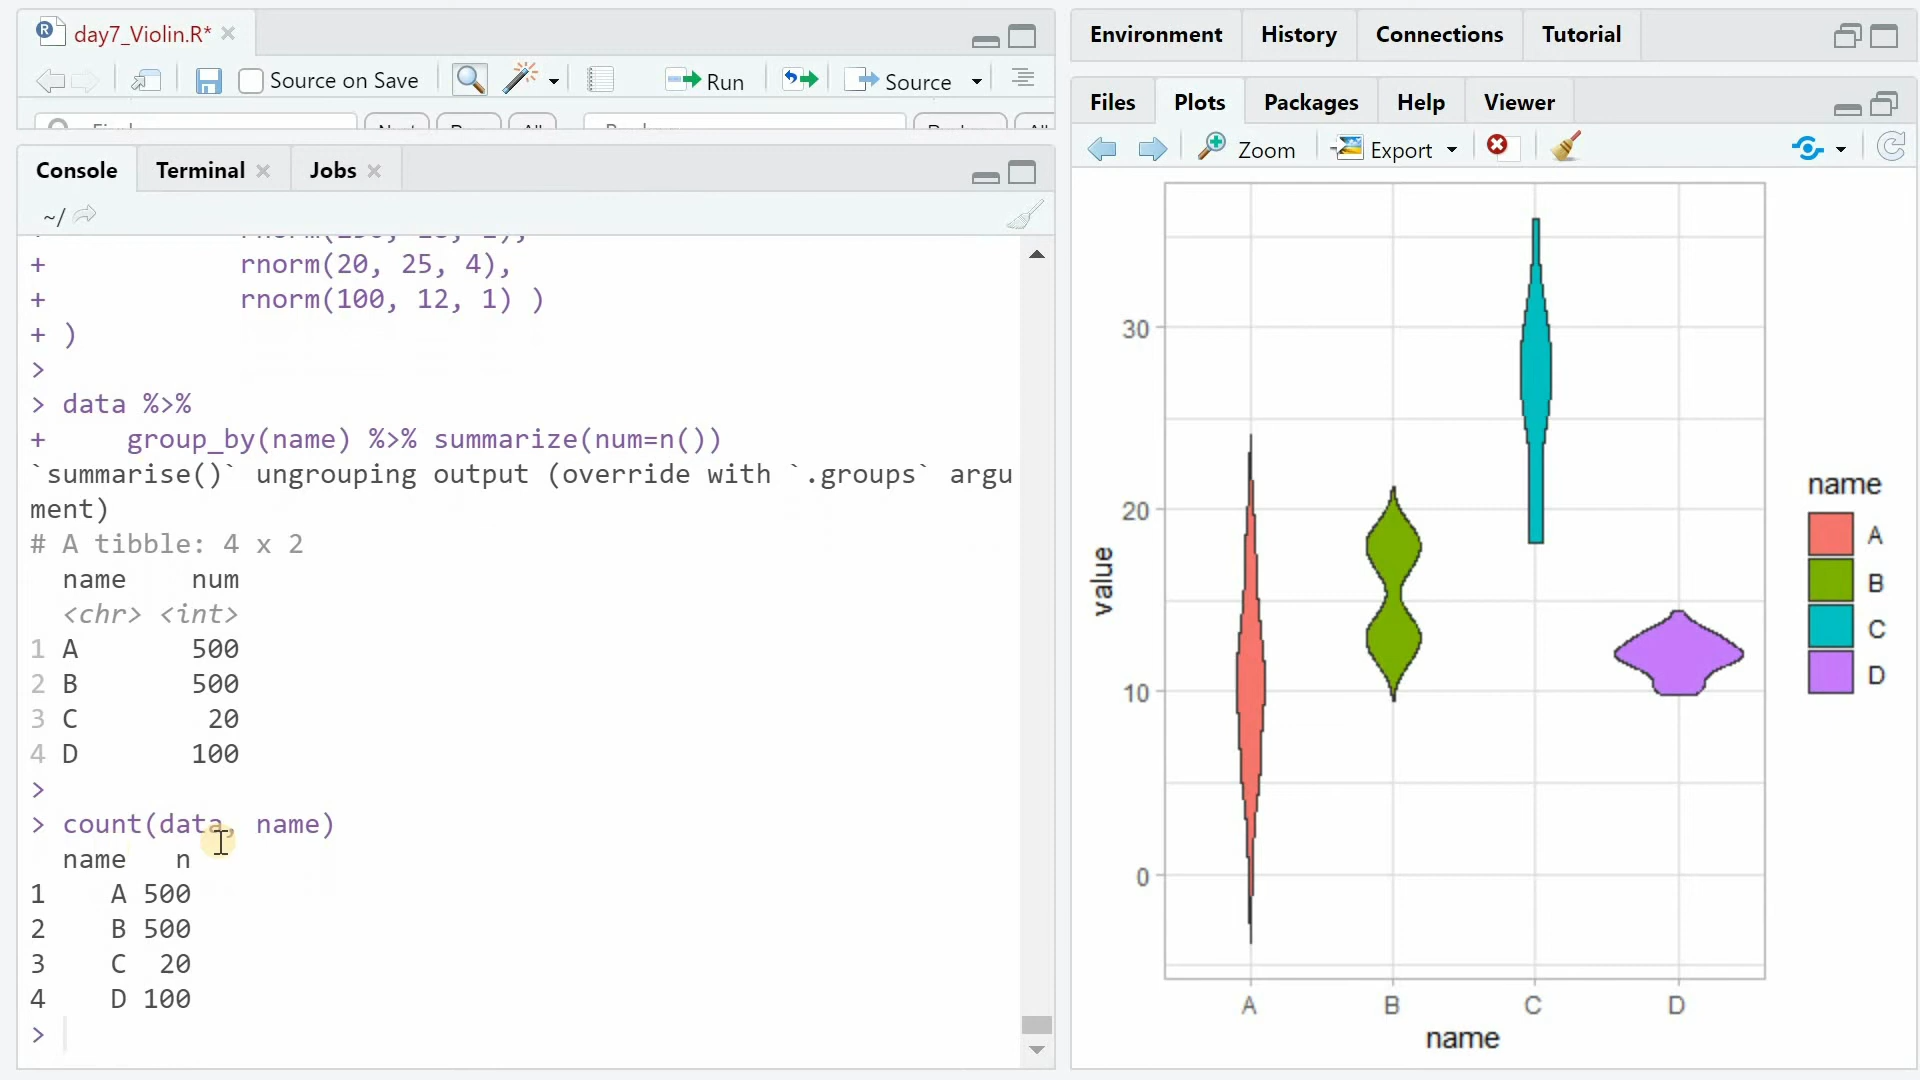 day7_Violin.R*
Source on Save
Run
Source
Console
Terminal
Jobs
~/
+ rnorm(20, 25, 4),
+ rnorm(100, 12, 1) )
+ )
>
> data %>%
+ group_by(name) %>% summarize(num=n())
`summarise()` ungrouping output (override with `.groups` argu
ment)
# A tibble: 4 x 2
name num
<chr> <int>
1 A 500
2 B 500
3 C 20
4 D 100
>
> count(data, name)
name n
1 A 500
2 B 500
3 C 20
4 D 100
>
Environment
History
Connections
Tutorial
Files
Plots
Packages
Help
Viewer
Zoom
Export
30
20
10
0
value
A
B
C
D
name
name
A
B
C
D